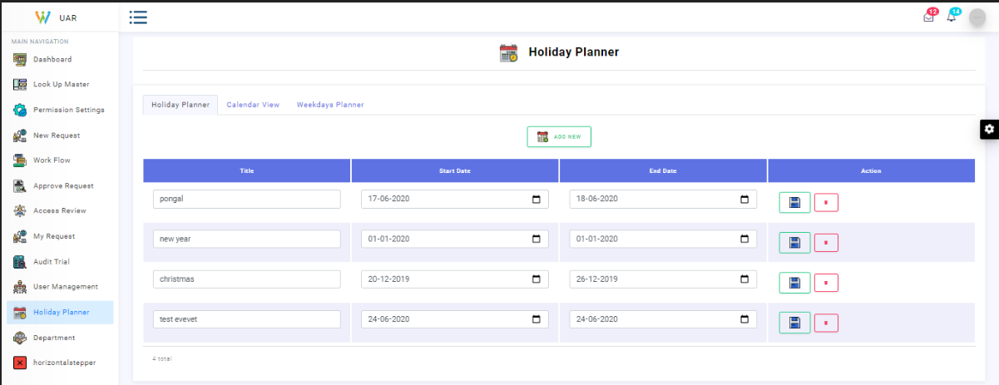 UAR
12
14
MAIN NAVIGATION
Dashboard
Look Up Master
Permission Settings
New Request
Work Flow
Approve Request
Access Review
My Request
Audit Trial
User Management
Holiday Planner
Department
horizontalstepper
Holiday Planner
Holiday Planner Calendar View Weekdays Planner
ADD NEW
Title Start Date End Date Action
pongal 17-06-2020 18-06-2020
new year 01-01-2020 01-01-2020
christmas 20-12-2019 26-12-2019
test evevet 24-06-2020 24-06-2020
4 total